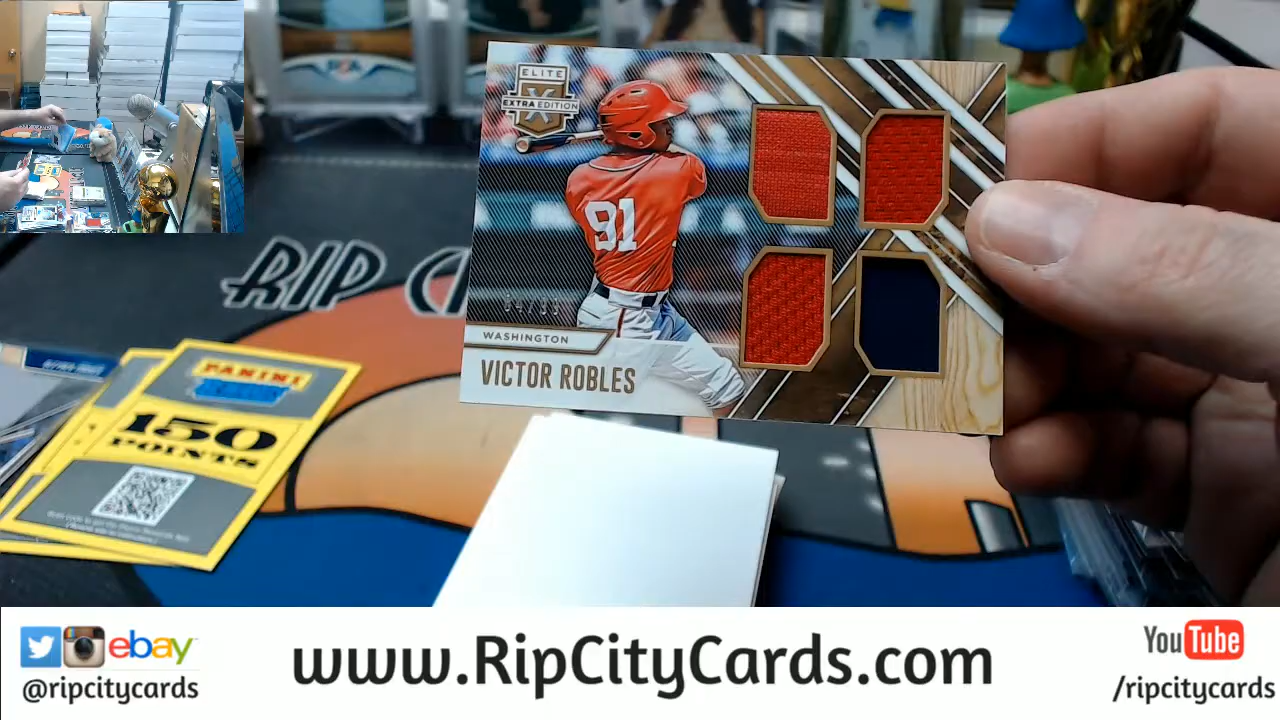 ELITE
X
EXTRA EDITION
91
WASHINGTON
VICTOR ROBLES
RIP C
PANINI
150
POINTS
ebay
@ripcitycards
www.RipCityCards.com
YouTube
/ripcitycards